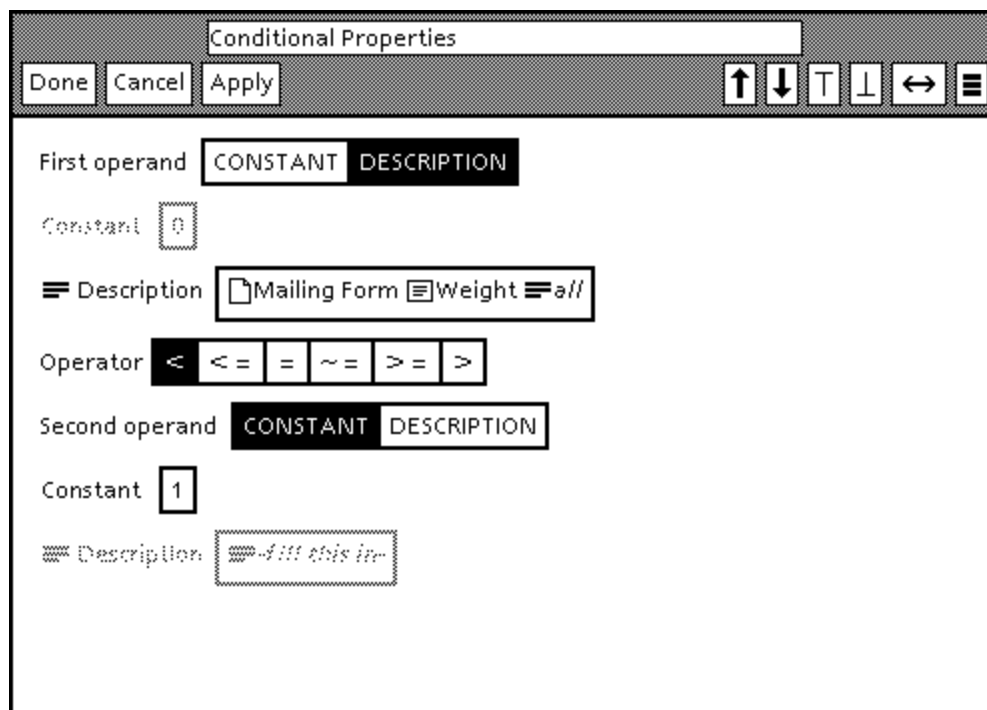 Conditional Properties
Done Cancel Apply
First operand CONSTANT DESCRIPTION
Constant 0
Description Mailing Form Weight all
Operator < <= = ~= >= >
Second operand CONSTANT DESCRIPTION
Constant 1
Description -fill this in-